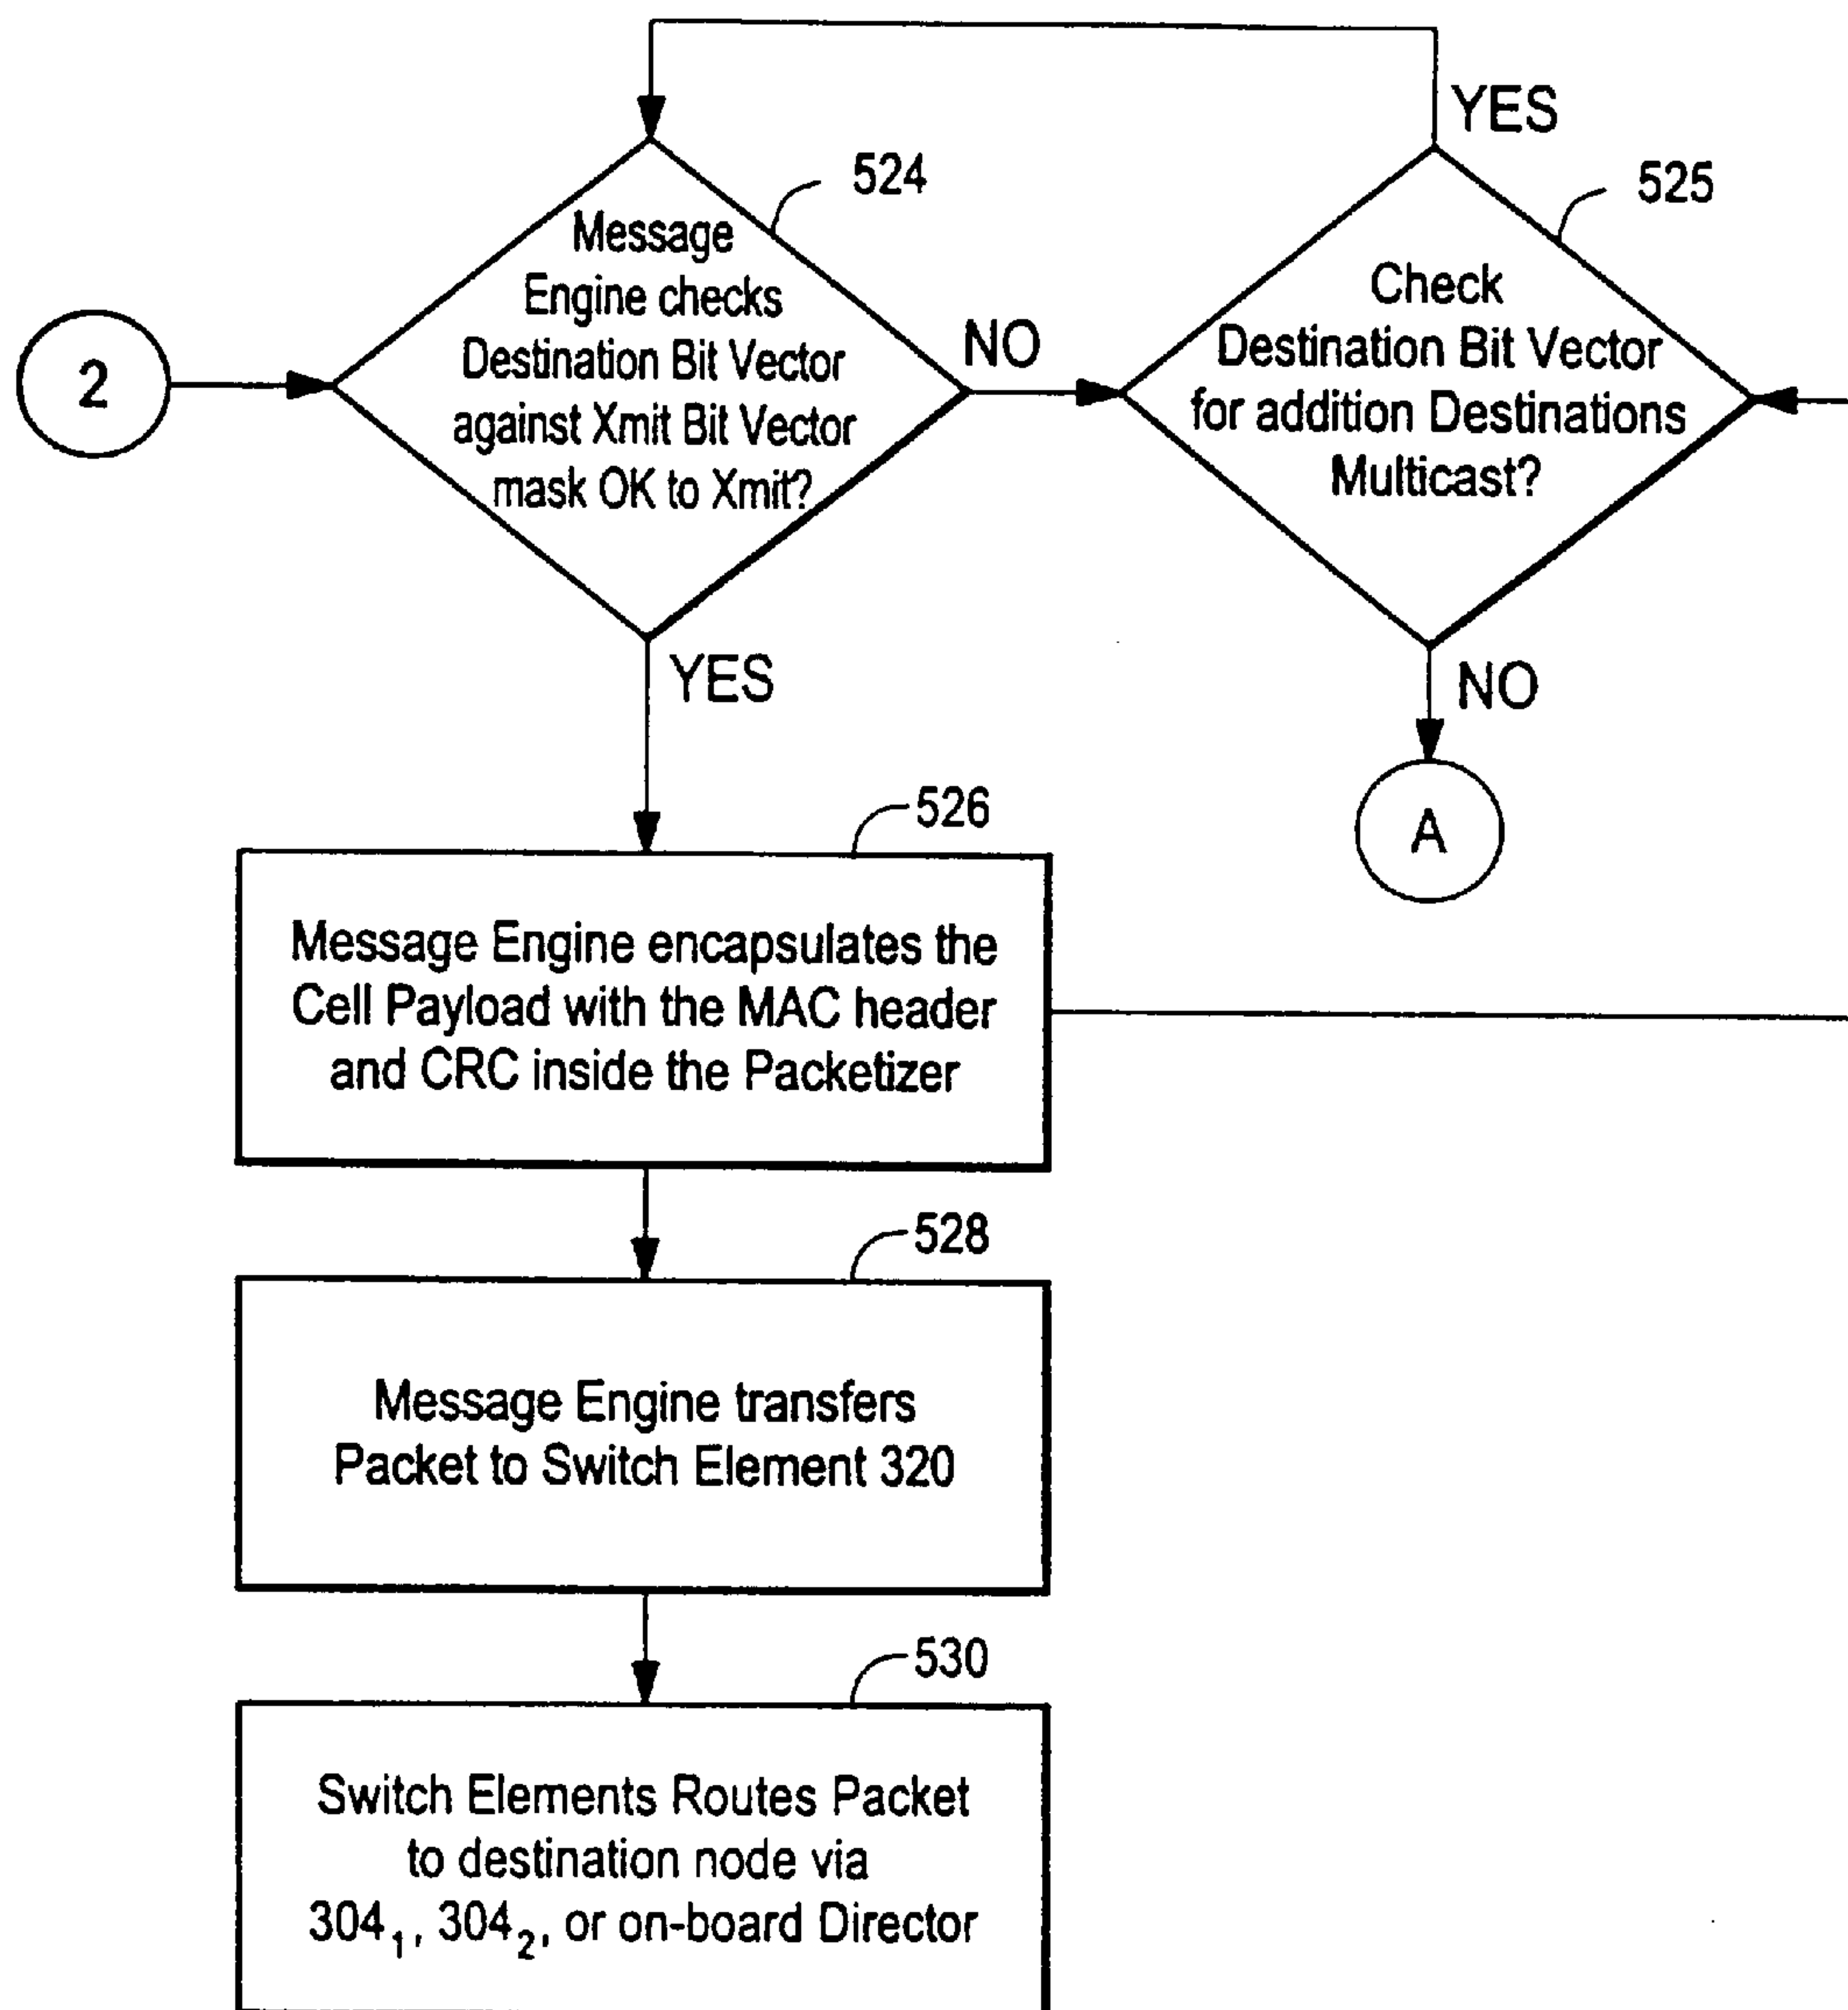 YES
524
525
2
Message
Engine checks
Destination Bit Vector
against Xmit Bit Vector
mask OK to Xmit?
NO
Check
Destination Bit Vector
for addition Destinations
Multicast?
YES
NO
A
526
Message Engine encapsulates the
Cell Payload with the MAC header
and CRC inside the Packetizer
528
Message Engine transfers
Packet to Switch Element 320
530
Switch Elements Routes Packet
to destination node via
304₁, 304₂, or on-board Director